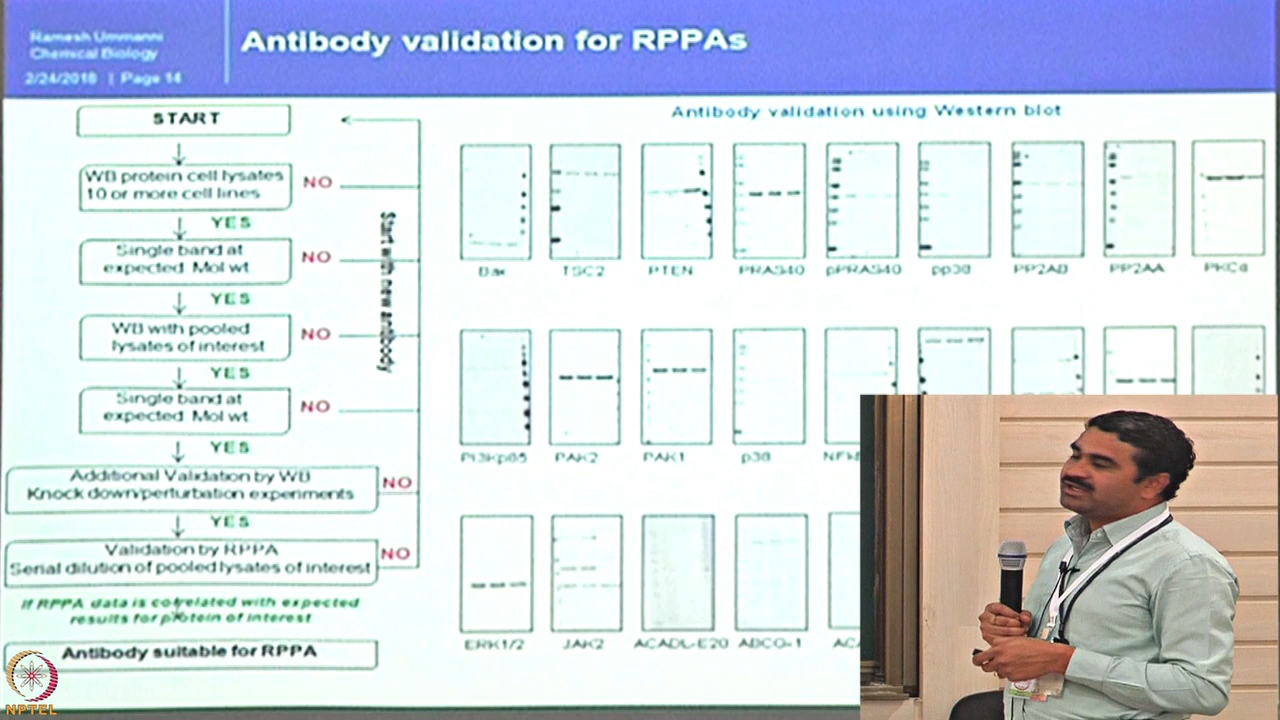 Ramesh Ummanni
Chemical Biology
2/24/2018 | Page 14
Antibody validation for RPPAs
START
WB protein cell lysates
10 or more cell lines
NO
YES
Single band at
expected Mol wt
NO
YES
WB with pooled
lysates of interest
NO
YES
Single band at
expected Mol wt
NO
YES
Additional Validation by WB
Knock down/perturbation experiments
NO
YES
Validation by RPPA
Serial dilution of pooled lysates of interest
NO
If RPPA data is correlated with expected
results for protein of interest
Antibody suitable for RPPA
Start with new antibody
Antibody validation using Western blot
Bax TSC2 PTEN PRAS40 pPRAS40 pp38 PP2AB PP2AA PKCα
PI3Kp85 PAK2 PAK1 p38
ERK1/2 JAK2 ACADL-E20 ABCG-1
NPTEL